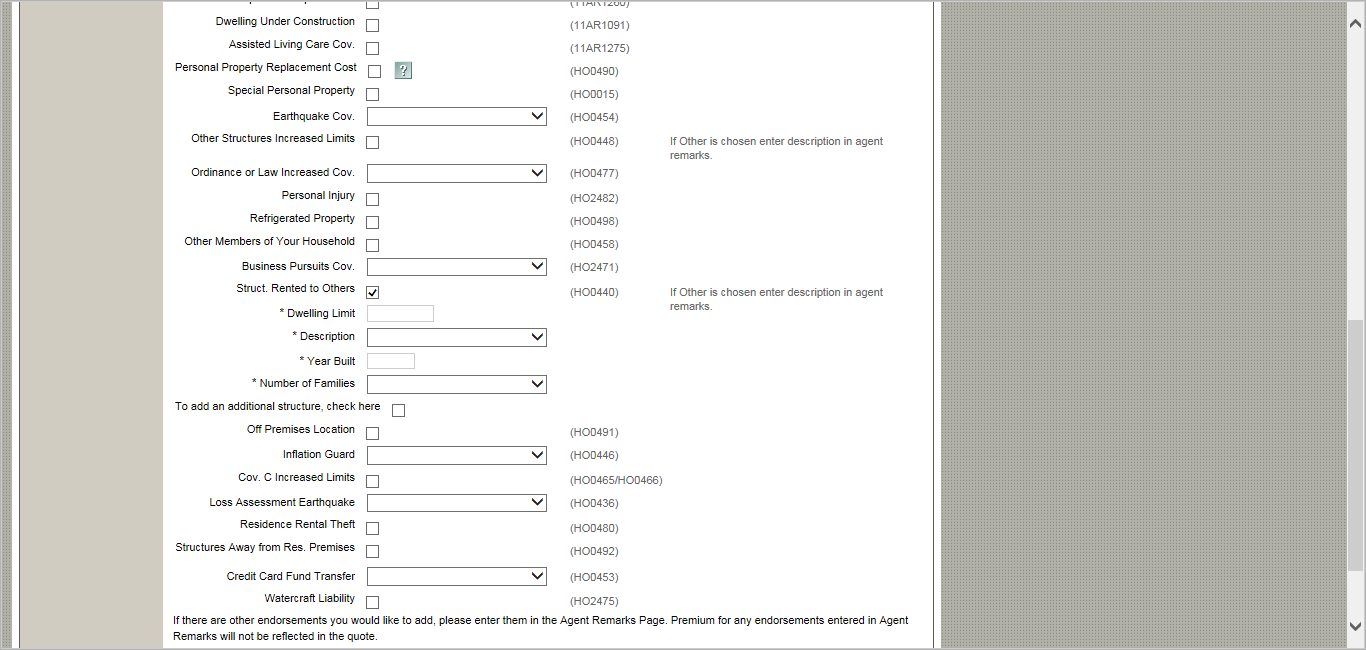 (11AR1260)
Dwelling Under Construction (11AR1091)
Assisted Living Care Cov. (11AR1275)
Personal Property Replacement Cost ? (HO0490)
Special Personal Property (HO0015)
Earthquake Cov. (HO0454)
Other Structures Increased Limits (HO0448) If Other is chosen enter description in agent
remarks.
Ordinance or Law Increased Cov. (HO0477)
Personal Injury (HO2482)
Refrigerated Property (HO0498)
Other Members of Your Household (HO0458)
Business Pursuits Cov. (HO2471)
Struct. Rented to Others (HO0440) If Other is chosen enter description in agent
remarks.
* Dwelling Limit
* Description
* Year Built
* Number of Families
To add an additional structure, check here
Off Premises Location (HO0491)
Inflation Guard (HO0446)
Cov. C Increased Limits (HO0465/HO0466)
Loss Assessment Earthquake (HO0436)
Residence Rental Theft (HO0480)
Structures Away from Res. Premises (HO0492)
Credit Card Fund Transfer (HO0453)
Watercraft Liability (HO2475)
If there are other endorsements you would like to add, please enter them in the Agent Remarks Page. Premium for any endorsements entered in Agent
Remarks will not be reflected in the quote.